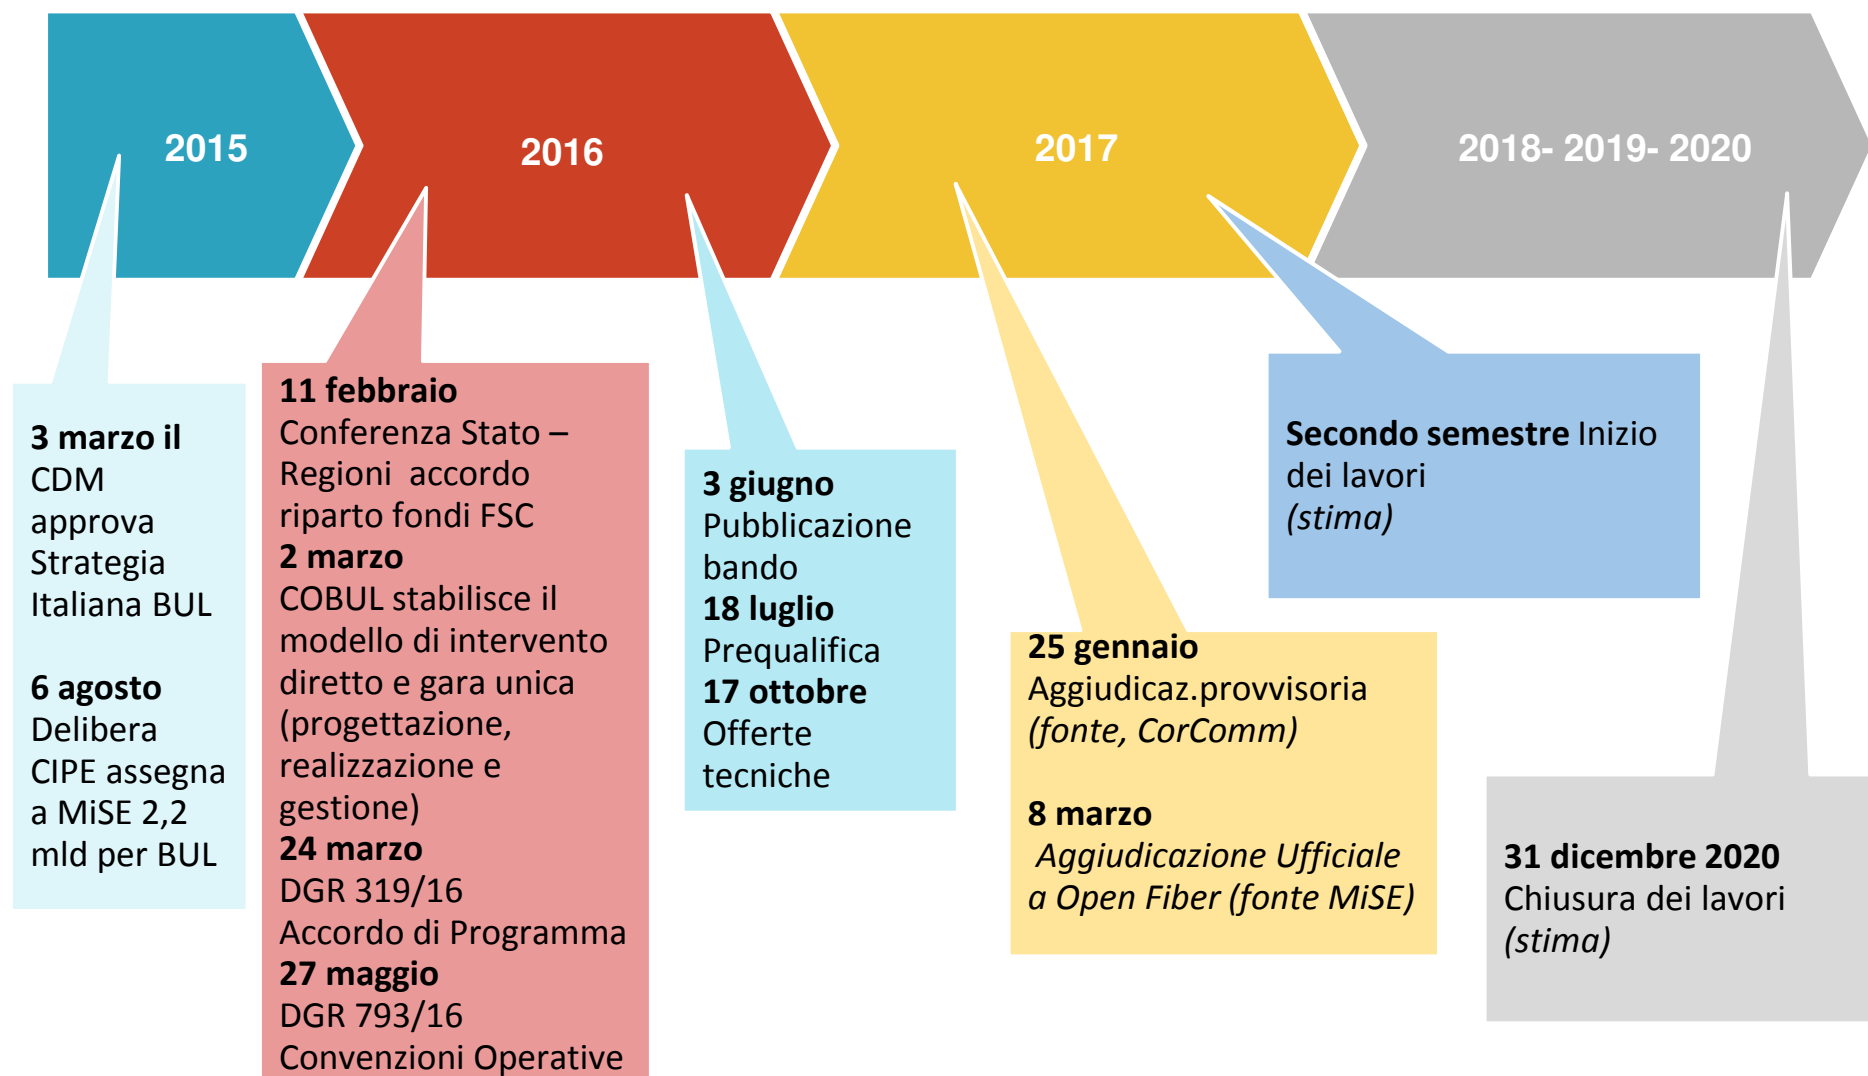 2015
2016
2017
2018- 2019- 2020
3 marzo il
CDM
approva
Strategia
Italiana BUL
6 agosto
Delibera
CIPE assegna
a MiSE 2,2
mld per BUL
11 febbraio
Conferenza Stato –
Regioni  accordo
riparto fondi FSC
2 marzo
COBUL stabilisce il
modello di intervento
diretto e gara unica
(progettazione,
realizzazione e
gestione)
24 marzo
DGR 319/16
Accordo di Programma
27 maggio
DGR 793/16
Convenzioni Operative
3 giugno
Pubblicazione
bando
18 luglio
Prequalifica
17 ottobre
Offerte
tecniche
25 gennaio
Aggiudicaz.provvisoria
(fonte, CorComm)
8 marzo
Aggiudicazione Ufficiale
a Open Fiber (fonte MiSE)
Secondo semestre Inizio
dei lavori
(stima)
31 dicembre 2020
Chiusura dei lavori
(stima)